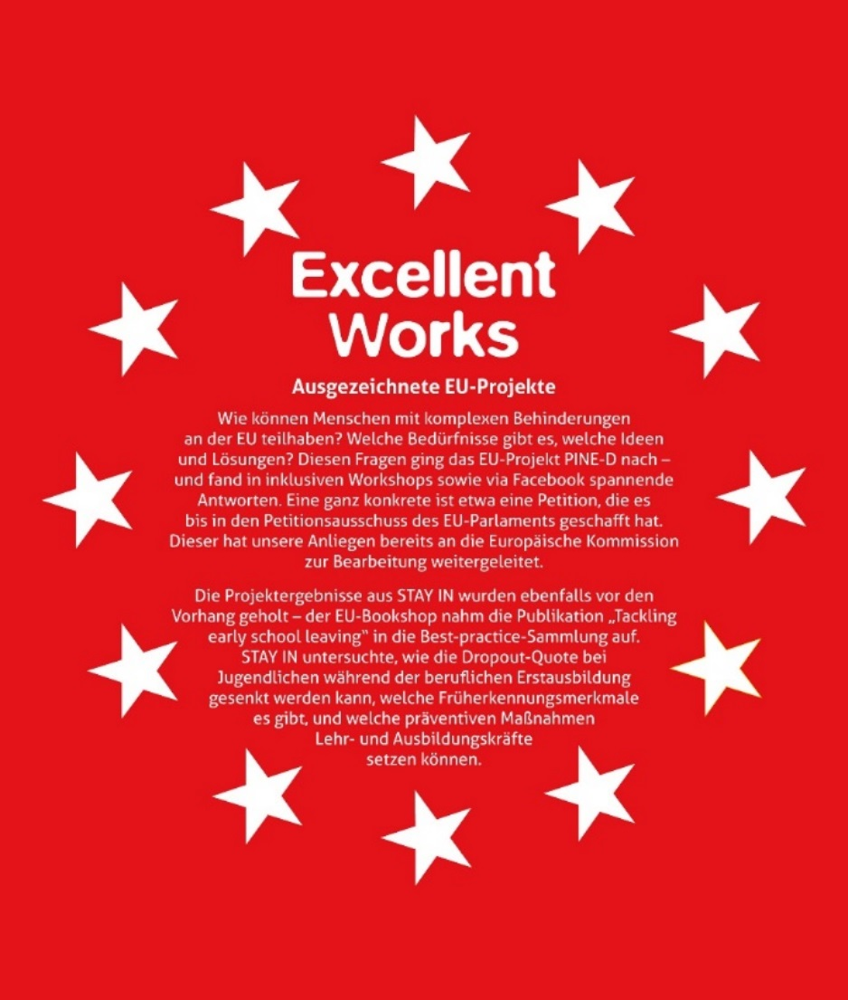 Excellent
Works
Ausgezeichnete EU-Projekte
Wie können Menschen mit komplexen Behinderungen
an der EU teilhaben? Welche Bedürfnisse gibt es, welche Ideen
und Lösungen? Diesen Fragen ging das EU-Projekt PINE-D nach –
und fand in inklusiven Workshops sowie via Facebook spannende
Antworten. Eine ganz konkrete ist etwa eine Petition, die es
bis in den Petitionsausschuss des EU-Parlaments geschafft hat.
Dieser hat unsere Anliegen bereits an die Europäische Kommission
zur Bearbeitung weitergeleitet.
Die Projektergebnisse aus STAY IN wurden ebenfalls vor den
Vorhang geholt – der EU-Bookshop nahm die Publikation „Tackling
early school leaving“ in die Best-practice-Sammlung auf.
STAY IN untersuchte, wie die Dropout-Quote bei
Jugendlichen während der beruflichen Erstausbildung
gesenkt werden kann, welche Früherkennungsmerkmale
es gibt, und welche präventiven Maßnahmen
Lehr- und Ausbildungskräfte
setzen können.